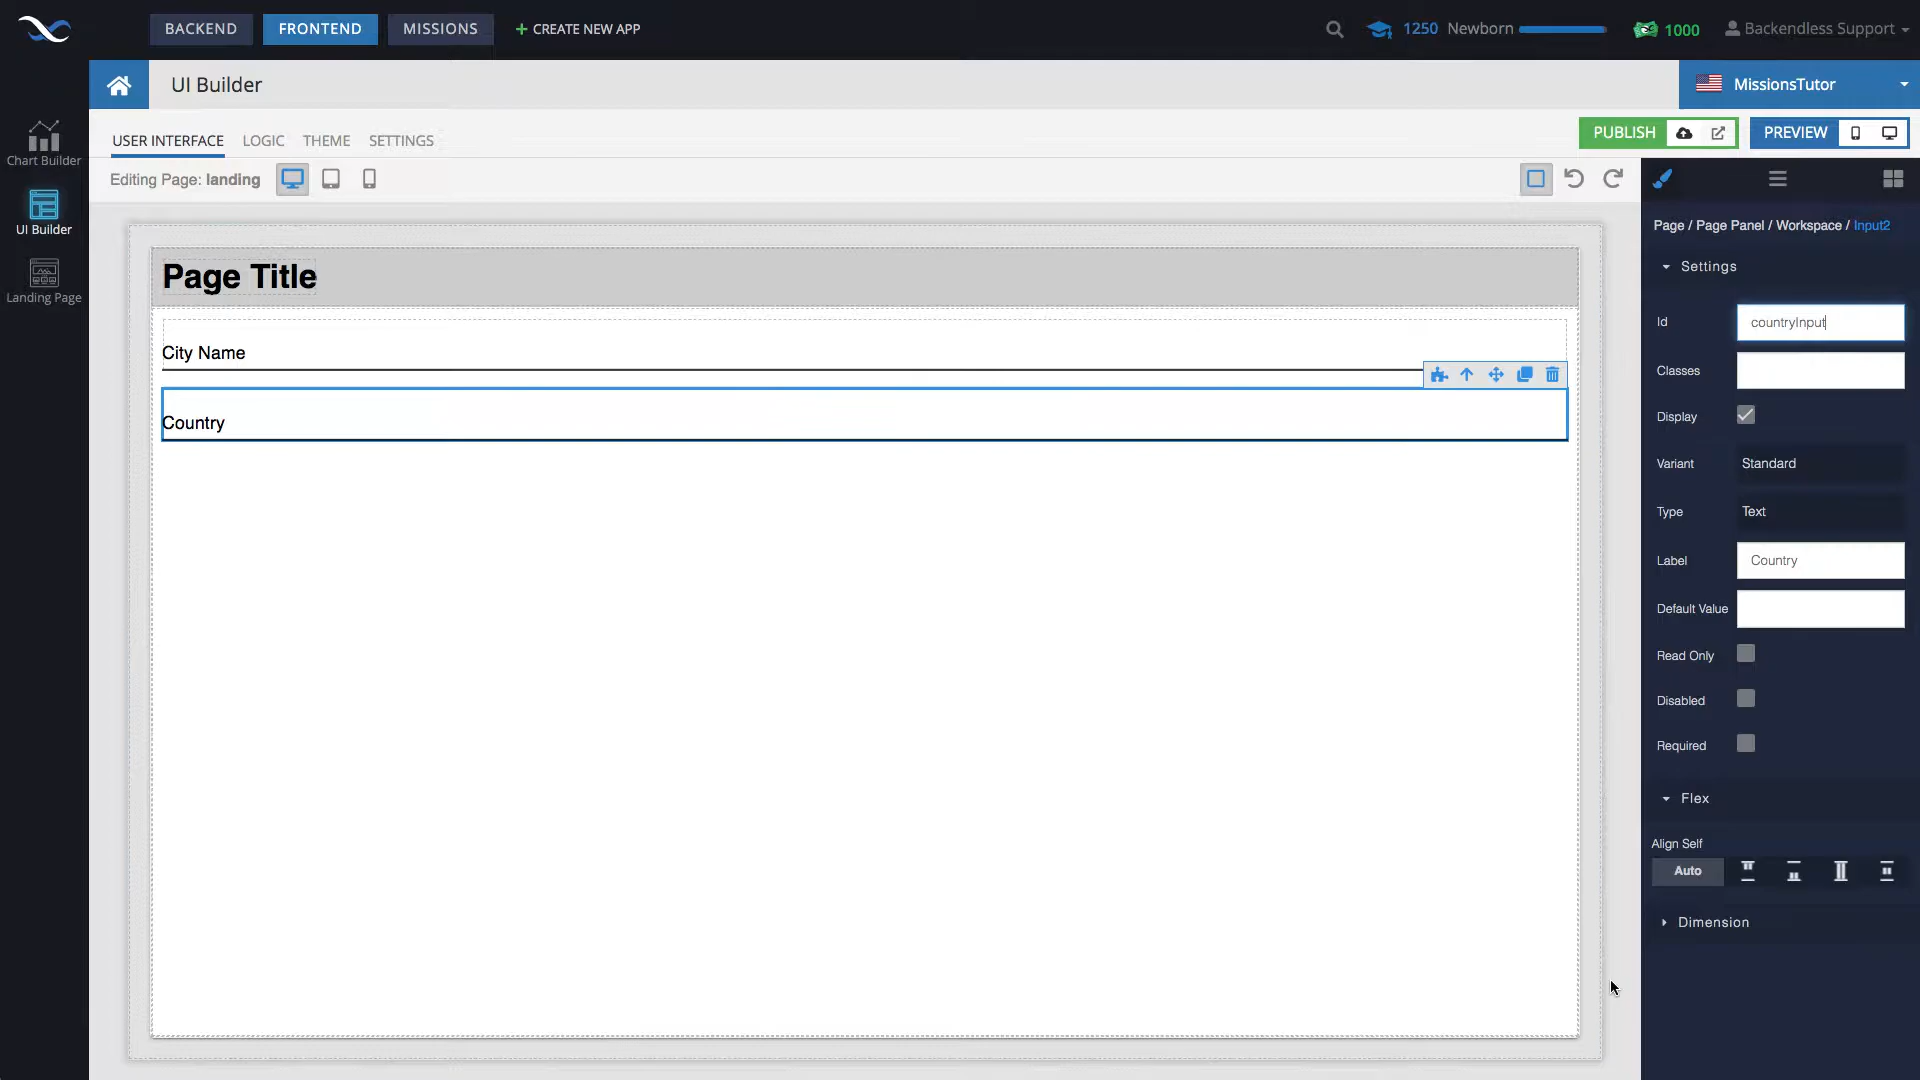 BACKEND
FRONTEND
MISSIONS
+ CREATE NEW APP
1250
Newborn
1000
Backendless Support
UI Builder
MissionsTutor
USER INTERFACE
LOGIC
THEME
SETTINGS
PUBLISH
PREVIEW
Chart Builder
UI Builder
Landing Page
Editing Page: landing
Page / Page Panel / Workspace / Input2
Settings
Page Title
City Name
Country
Id
countryInput
Classes
Display
Variant
Standard
Type
Text
Label
Country
Default Value
Read Only
Disabled
Required
Flex
Align Self
Auto
Dimension